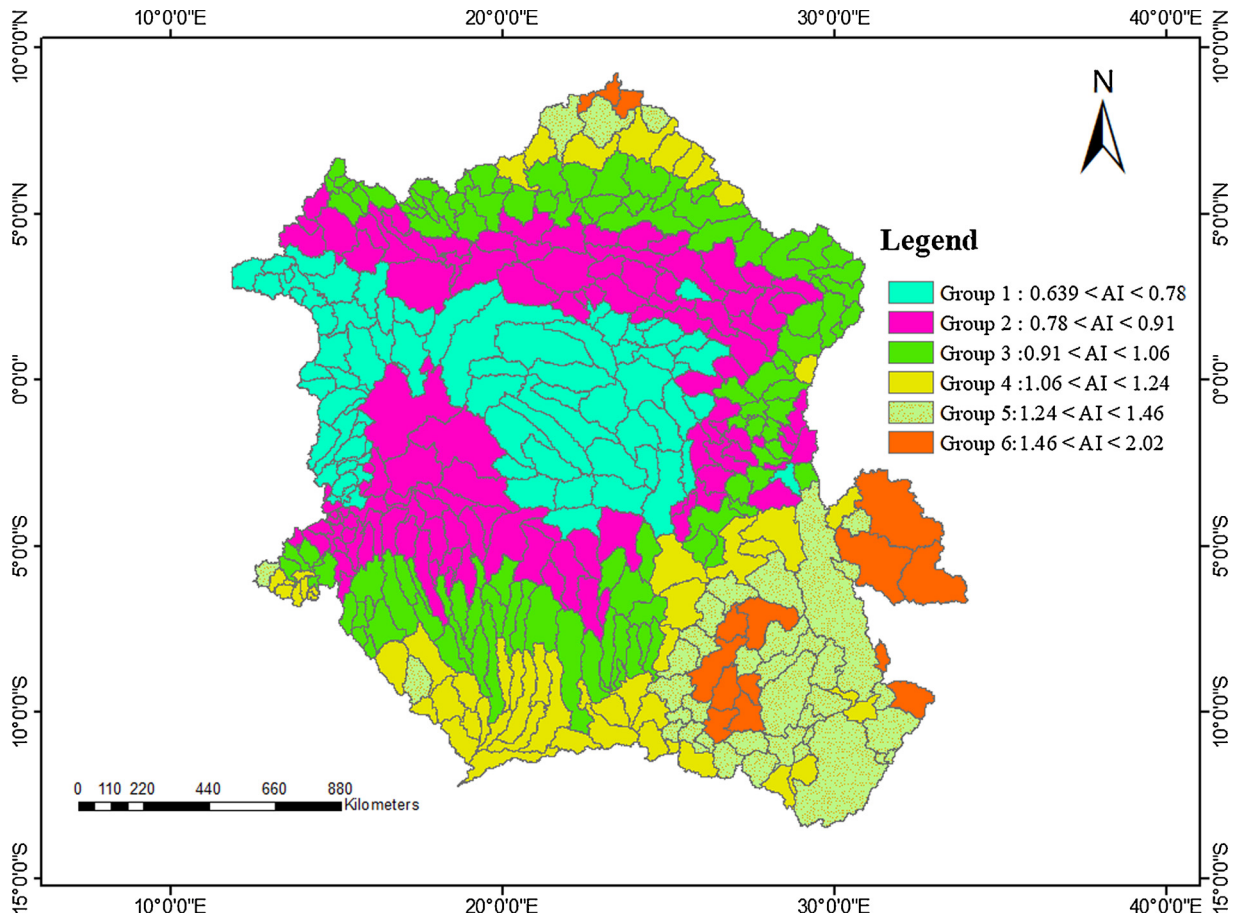 10°0'0"E 20°0'0"E 30°0'0"E 40°0'0"E
10°0'0"N
5°0'0"N
0°0'0"
5°0'0"S
10°0'0"S
15°0'0"S
N
Legend
Group 1 : 0.639 < AI < 0.78
Group 2 : 0.78 < AI < 0.91
Group 3 :0.91 < AI < 1.06
Group 4 :1.06 < AI < 1.24
Group 5:1.24 < AI < 1.46
Group 6:1.46 < AI < 2.02
10°0'0"N
5°0'0"N
0°0'0"
5°0'0"S
10°0'0"S
15°0'0"S
0 110 220 440 660 880
Kilometers
10°0'0"E 20°0'0"E 30°0'0"E 40°0'0"E